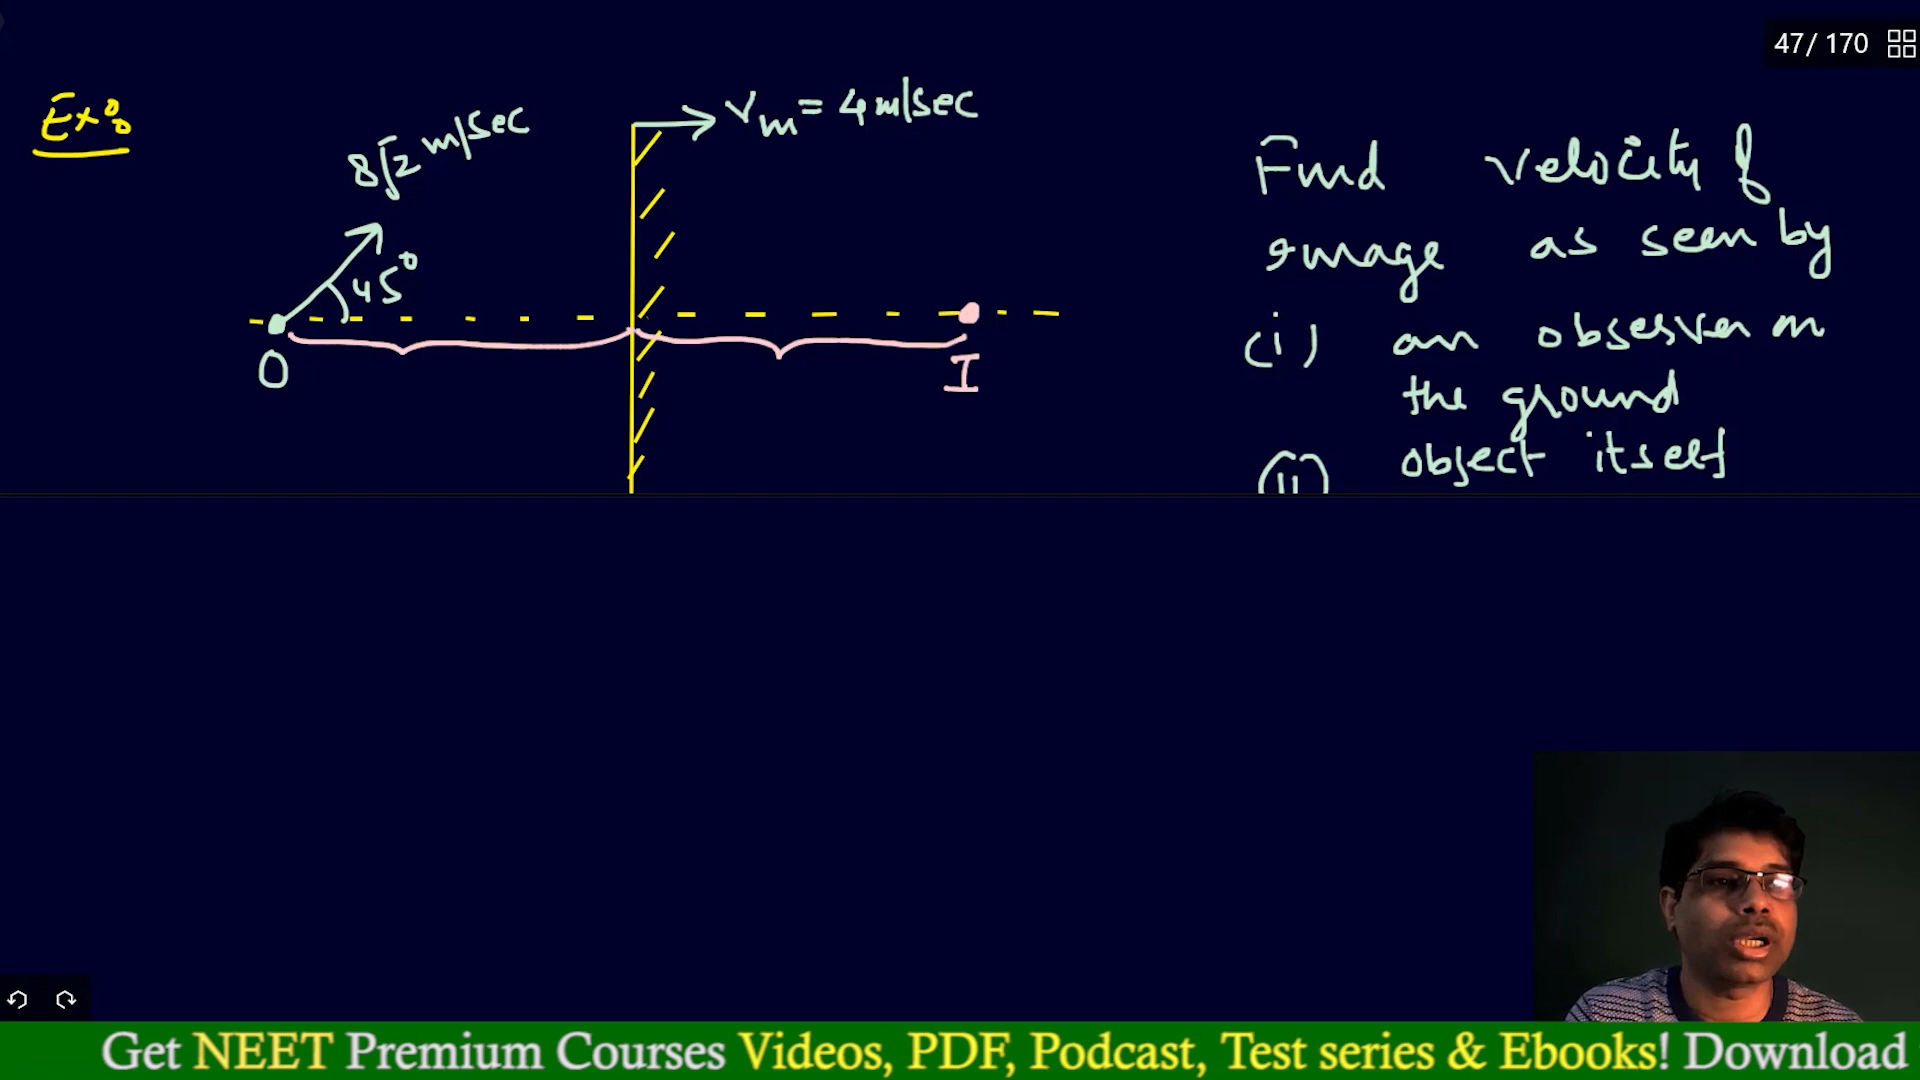 47/ 170
Ex:
8√2 m/sec
45°
O
Vm = 4 m/sec
I
Find velocity of
image as seen by
(i) an observer on
the ground
(ii) object itself
Get NEET Premium Courses Videos, PDF, Podcast, Test series & Ebooks! Download